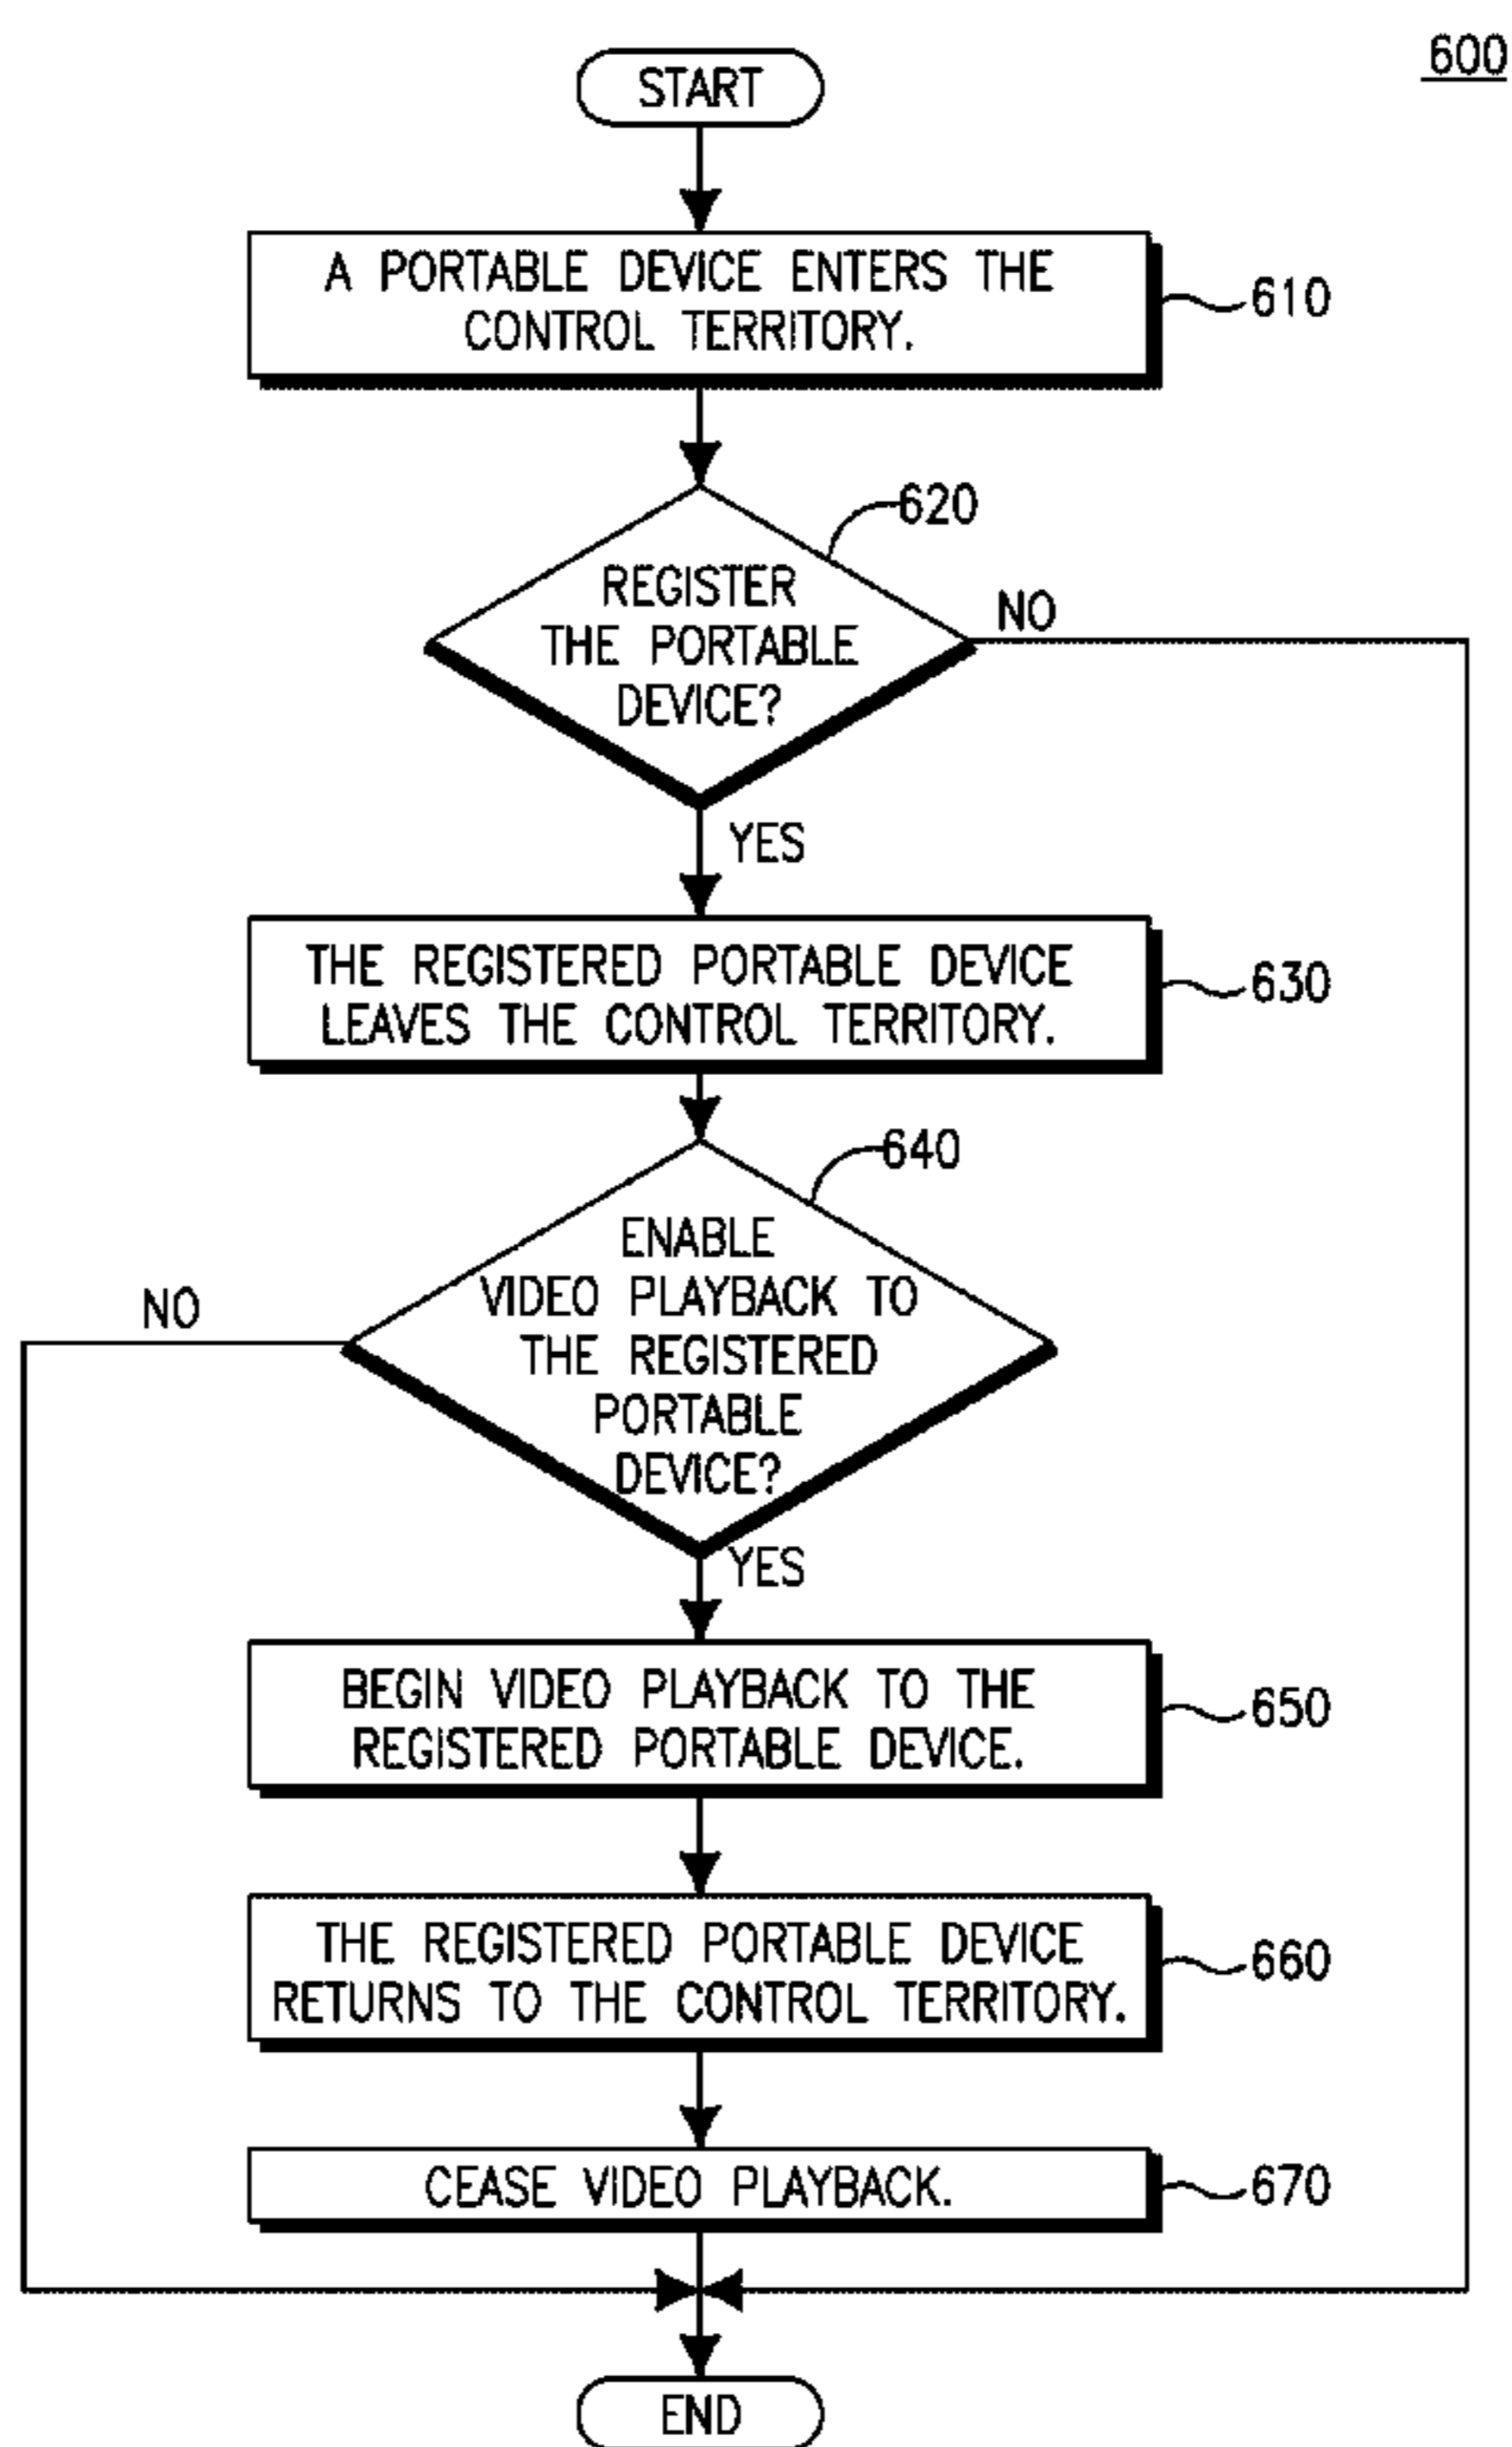 600
START
A PORTABLE DEVICE ENTERS THE
CONTROL TERRITORY.
610
620
REGISTER
THE PORTABLE
DEVICE?
NO
YES
THE REGISTERED PORTABLE DEVICE
LEAVES THE CONTROL TERRITORY.
630
640
ENABLE
VIDEO PLAYBACK TO
THE REGISTERED
PORTABLE
DEVICE?
NO
YES
BEGIN VIDEO PLAYBACK TO THE
REGISTERED PORTABLE DEVICE.
650
THE REGISTERED PORTABLE DEVICE
RETURNS TO THE CONTROL TERRITORY.
660
CEASE VIDEO PLAYBACK.
670
END